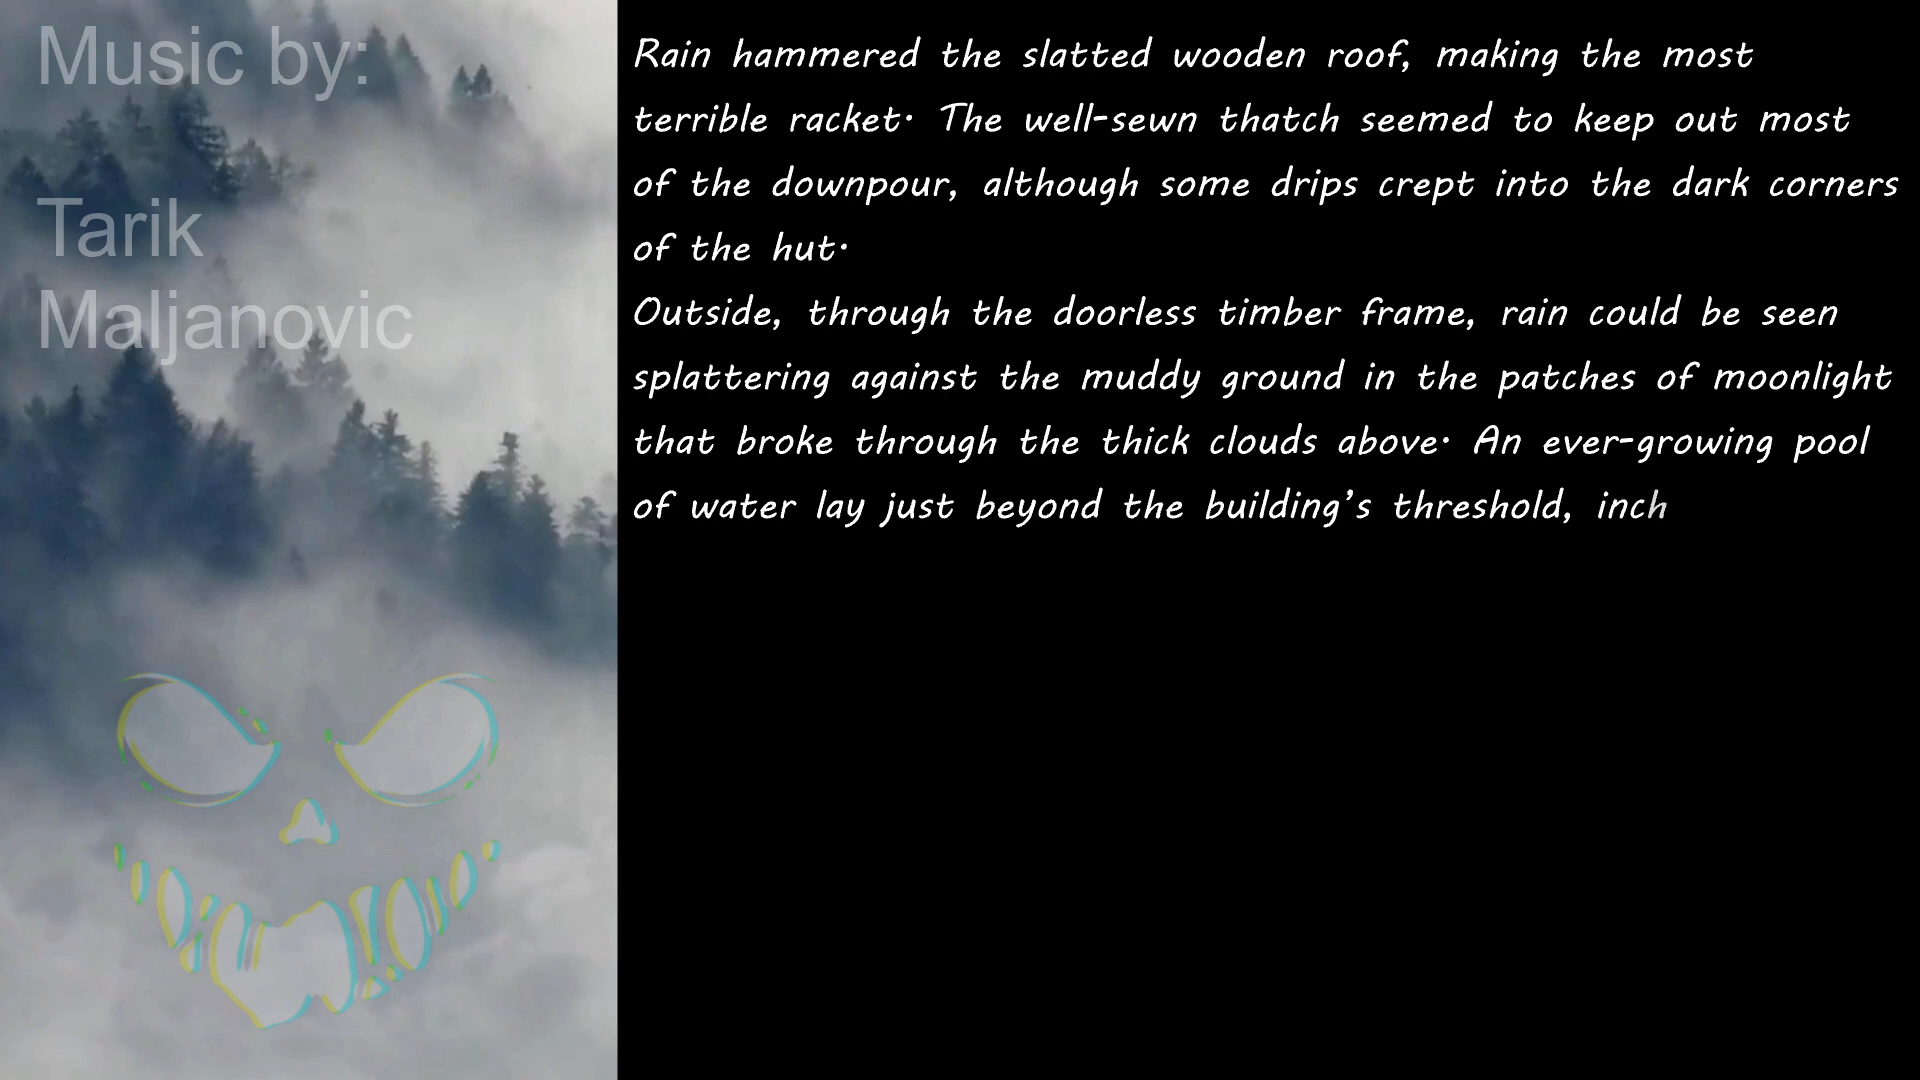 Music by:
Tarik
Maljanovic
Rain hammered the slatted wooden roof, making the most
terrible racket. The well-sewn thatch seemed to keep out most
of the downpour, although some drips crept into the dark corners
of the hut.
Outside, through the doorless timber frame, rain could be seen
splattering against the muddy ground in the patches of moonlight
that broke through the thick clouds above. An ever-growing pool
of water lay just beyond the building’s threshold, inch